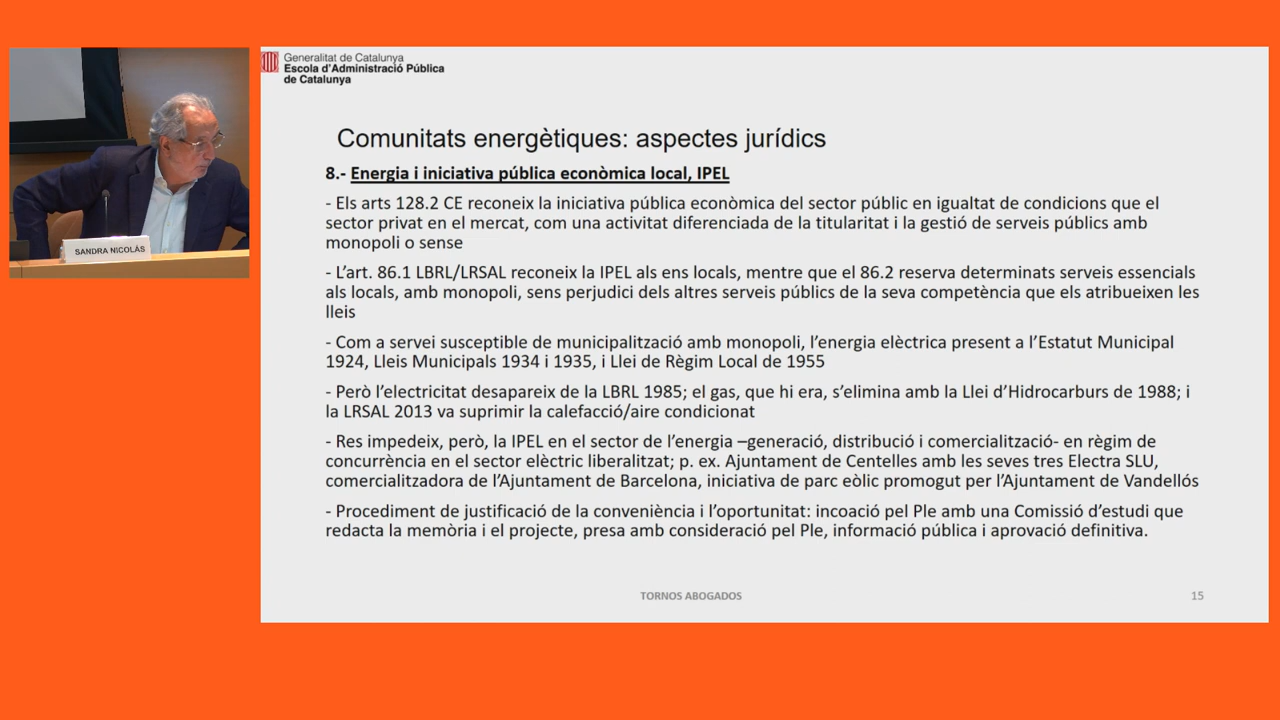 SANDRA NICOLÁS
Generalitat de Catalunya
Escola d'Administració Pública
de Catalunya
Comunitats energètiques: aspectes jurídics
8.- Energia i iniciativa pública econòmica local, IPEL
- Els arts 128.2 CE reconeix la iniciativa pública econòmica del sector públic en igualtat de condicions que el
sector privat en el mercat, com una activitat diferenciada de la titularitat i la gestió de serveis públics amb
monopoli o sense
- L'art. 86.1 LBRL/LRSAL reconeix la IPEL als ens locals, mentre que el 86.2 reserva determinats serveis essencials
als locals, amb monopoli, sens perjudici dels altres serveis públics de la seva competència que els atribueixen les
lleis
- Com a servei susceptible de municipalització amb monopoli, l'energia elèctrica present a l'Estatut Municipal
1924, Lleis Municipals 1934 i 1935, i Llei de Règim Local de 1955
- Però l'electricitat desapareix de la LBRL 1985; el gas, que hi era, s'elimina amb la Llei d'Hidrocarburs de 1988; i
la LRSAL 2013 va suprimir la calefacció/aire condicionat
- Res impedeix, però, la IPEL en el sector de l'energia –generació, distribució i comercialització- en règim de
concurrència en el sector elèctric liberalitzat; p. ex. Ajuntament de Centelles amb les seves tres Electra SLU,
comercialitzadora de l'Ajuntament de Barcelona, iniciativa de parc eòlic promogut per l'Ajuntament de Vandellós
- Procediment de justificació de la conveniència i l'oportunitat: incoació pel Ple amb una Comissió d'estudi que
redacta la memòria i el projecte, presa amb consideració pel Ple, informació pública i aprovació definitiva.
TORNOS ABOGADOS
15